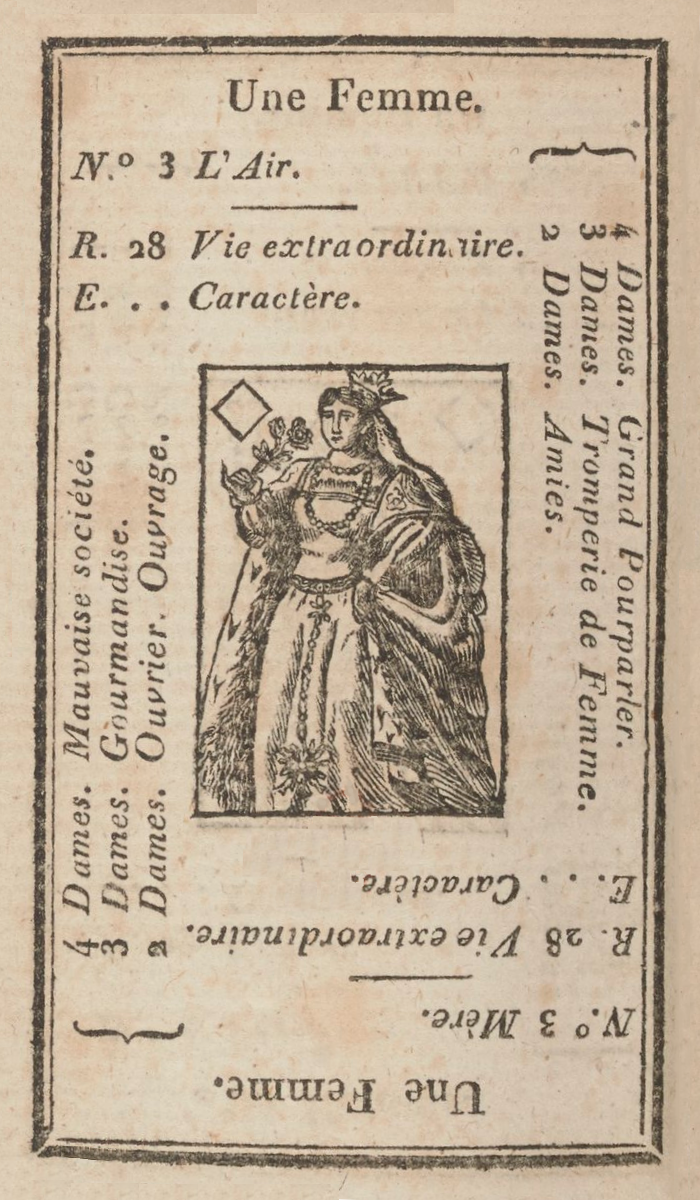 Une Femme.
N.º 3 L'Air.
R. 28 Vie extraordinaire.
E. . . Caractère.
4 Dames. Grand Pourparler.
3 Dames. Tromperie de Femme.
2 Dames. Amies.
4 Dames. Mauvaise société.
3 Dames. Gourmandise.
2 Dames. Ouvrier. Ouvrage.
Une Femme.
N.º 3 Mère.
R. 28 Vie extraordinaire.
E. . . Caractère.